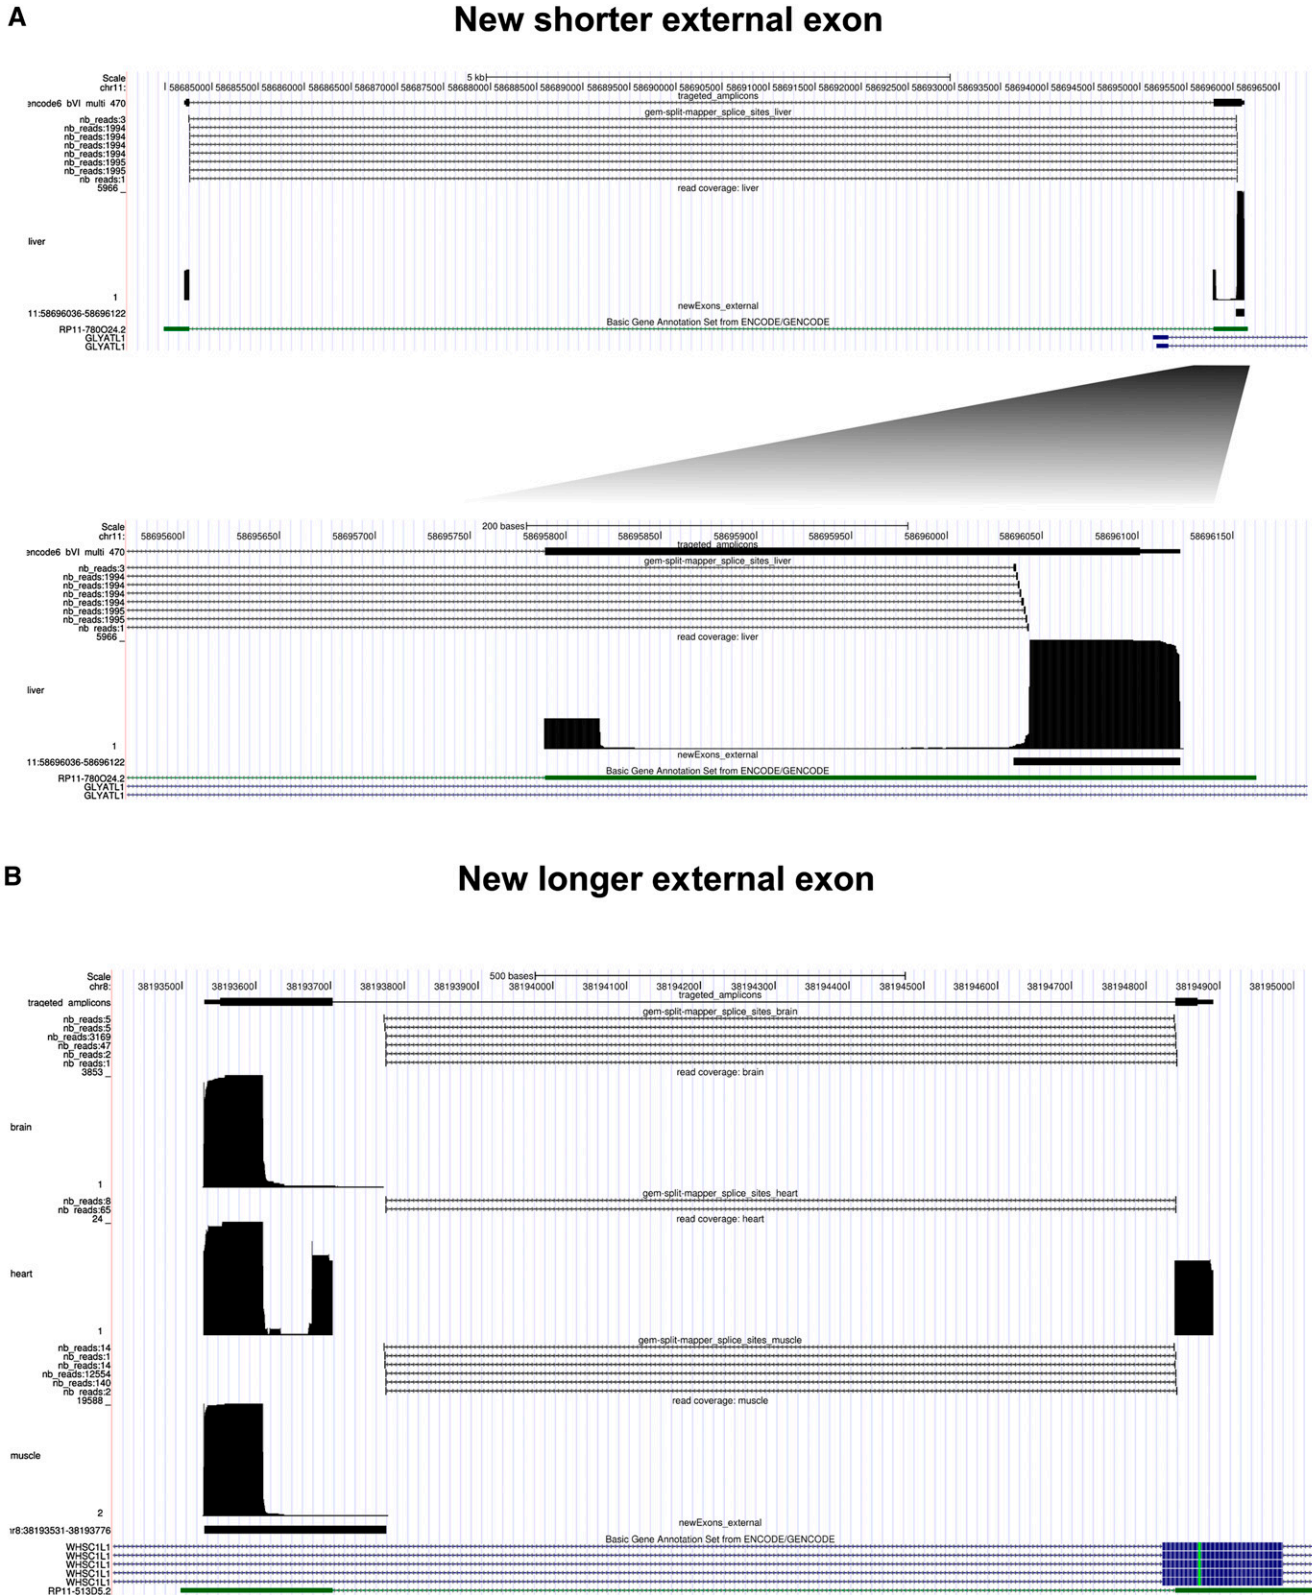 A
New shorter external exon
Scale
5 kb
chr11:
58685000 58685500 58686000 58686500 58687000 58687500 58688000 58688500 58689000 58689500 58690000 58690500 58691000 58691500 58692000 58692500 58693000 58693500 58694000 58694500 58695000 58695500 58696000 58696500
trageted_amplicons
encode6_bVI_multi_470
gem-split-mapper_splice_sites_liver
nb_reads:3
nb_reads:1994
nb_reads:1994
nb_reads:1994
nb_reads:1994
nb_reads:1995
nb_reads:1995
nb_reads:1
5966
read coverage: liver
liver
1
newExons_external
11:58696036-58696122
Basic Gene Annotation Set from ENCODE/GENCODE
RP11-780O24.2
GLYATL1
GLYATL1
Scale
200 bases
chr11:
58695600 58695650 58695700 58695750 58695800 58695850 58695900 58695950 58696000 58696050 58696100 58696150
trageted_amplicons
encode6_bVI_multi_470
gem-split-mapper_splice_sites_liver
nb_reads:3
nb_reads:1994
nb_reads:1994
nb_reads:1994
nb_reads:1994
nb_reads:1995
nb_reads:1995
nb_reads:1
5966
read coverage: liver
liver
1
newExons_external
11:58696036-58696122
Basic Gene Annotation Set from ENCODE/GENCODE
RP11-780O24.2
GLYATL1
GLYATL1
B
New longer external exon
Scale
500 bases
chr8:
38193500 38193600 38193700 38193800 38193900 38194000 38194100 38194200 38194300 38194400 38194500 38194600 38194700 38194800 38194900 38195000
trageted_amplicons
trageted_amplicons
gem-split-mapper_splice_sites_brain
nb_reads:5
nb_reads:5
nb_reads:3169
nb_reads:47
nb_reads:2
nb_reads:1
3853
read coverage: brain
brain
1
gem-split-mapper_splice_sites_heart
nb_reads:8
nb_reads:65
24
read coverage: heart
heart
1
gem-split-mapper_splice_sites_muscle
nb_reads:14
nb_reads:1
nb_reads:14
nb_reads:12554
nb_reads:140
nb_reads:2
19588
read coverage: muscle
muscle
2
newExons_external
r8:38193531-38193776
Basic Gene Annotation Set from ENCODE/GENCODE
WHSC1L1
WHSC1L1
WHSC1L1
WHSC1L1
WHSC1L1
RP11-513D5.2